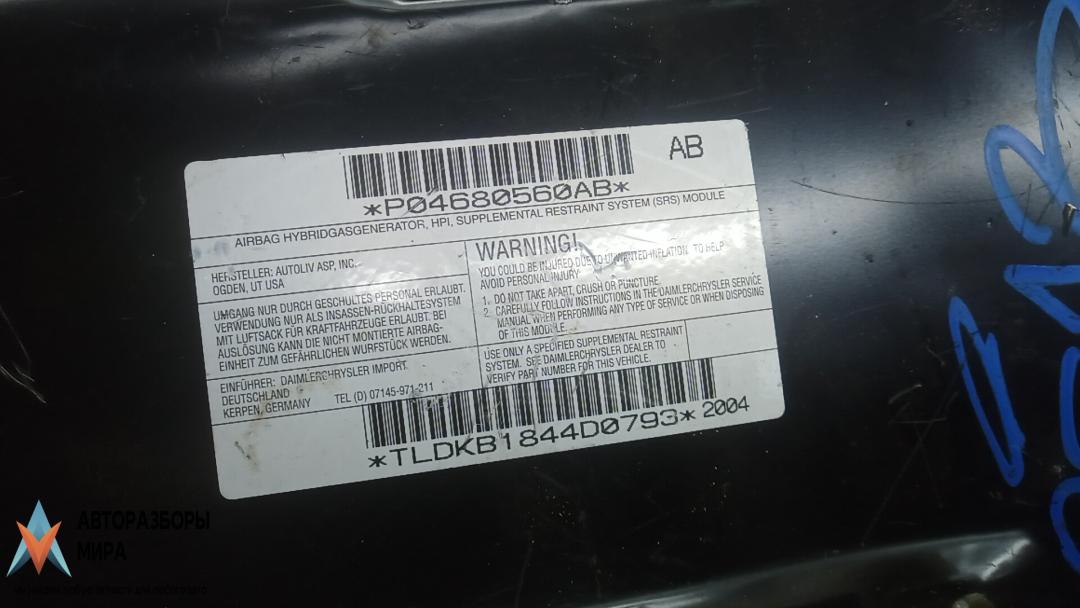 AB
*P04680560AB*
AIRBAG HYBRIDGASGENERATOR, HPI, SUPPLEMENTAL RESTRAINT SYSTEM (SRS) MODULE
HERSTELLER: AUTOLIV ASP, INC.
OGDEN, UT USA
UMGANG NUR DURCH GESCHULTES PERSONAL ERLAUBT.
VERWENDUNG NUR ALS INSASSEN-RÜCKHALTESYSTEM
MIT LUFTSACK FÜR KRAFTFAHRZEUGE ERLAUBT. BEI
AUSLÖSUNG KANN DIE NICHT MONTIERTE AIRBAG-
EINHEIT ZUM GEFÄHRLICHEN WURFSTÜCK WERDEN.
EINFÜHRER: DAIMLERCHRYSLER IMPORT
DEUTSCHLAND
KERPEN, GERMANY TEL (D) 07145-971-211
WARNING!
YOU COULD BE INJURED DUE TO UNWANTED INFLATION. TO HELP
AVOID PERSONAL INJURY:
1. DO NOT TAKE APART, CRUSH OR PUNCTURE.
2. CAREFULLY FOLLOW INSTRUCTIONS IN THE DAIMLERCHRYSLER SERVICE
MANUAL WHEN PERFORMING ANY TYPE OF SERVICE OR WHEN DISPOSING
OF THIS MODULE.
USE ONLY A SPECIFIED SUPPLEMENTAL RESTRAINT
SYSTEM. SEE DAIMLERCHRYSLER DEALER TO
VERIFY PART NUMBER FOR THIS VEHICLE.
*TLDKB1844D0793* 2004
АВТОРАЗБОРЫ
МИРА